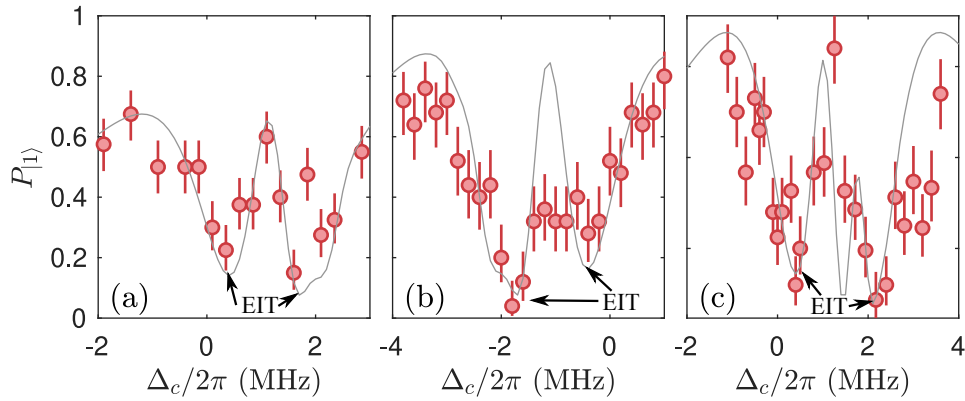 1
0.8
0.6
0.4
0.2
0
P|1⟩
(a)
EIT
-2
0
2
Δc/2π (MHz)
(b)
EIT
-4
-2
0
Δc/2π (MHz)
(c)
EIT
-2
0
2
4
Δc/2π (MHz)